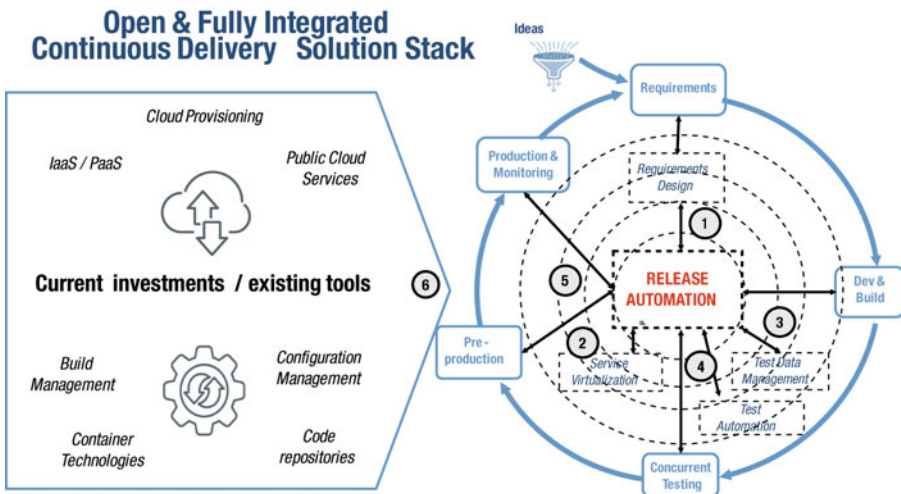 Open & Fully Integrated
Continuous Delivery Solution Stack
Ideas
Requirements
Cloud Provisioning
IaaS / PaaS
Public Cloud
Services
Production &
Monitoring
Requirements
Design
1
Current investments / existing tools
6
5
RELEASE
AUTOMATION
Dev &
Build
3
2
Pre-
production
4
Service
Virtualization
Test Data
Management
Build
Management
Configuration
Management
Test
Automation
Container
Technologies
Code
repositories
Concurrent
Testing